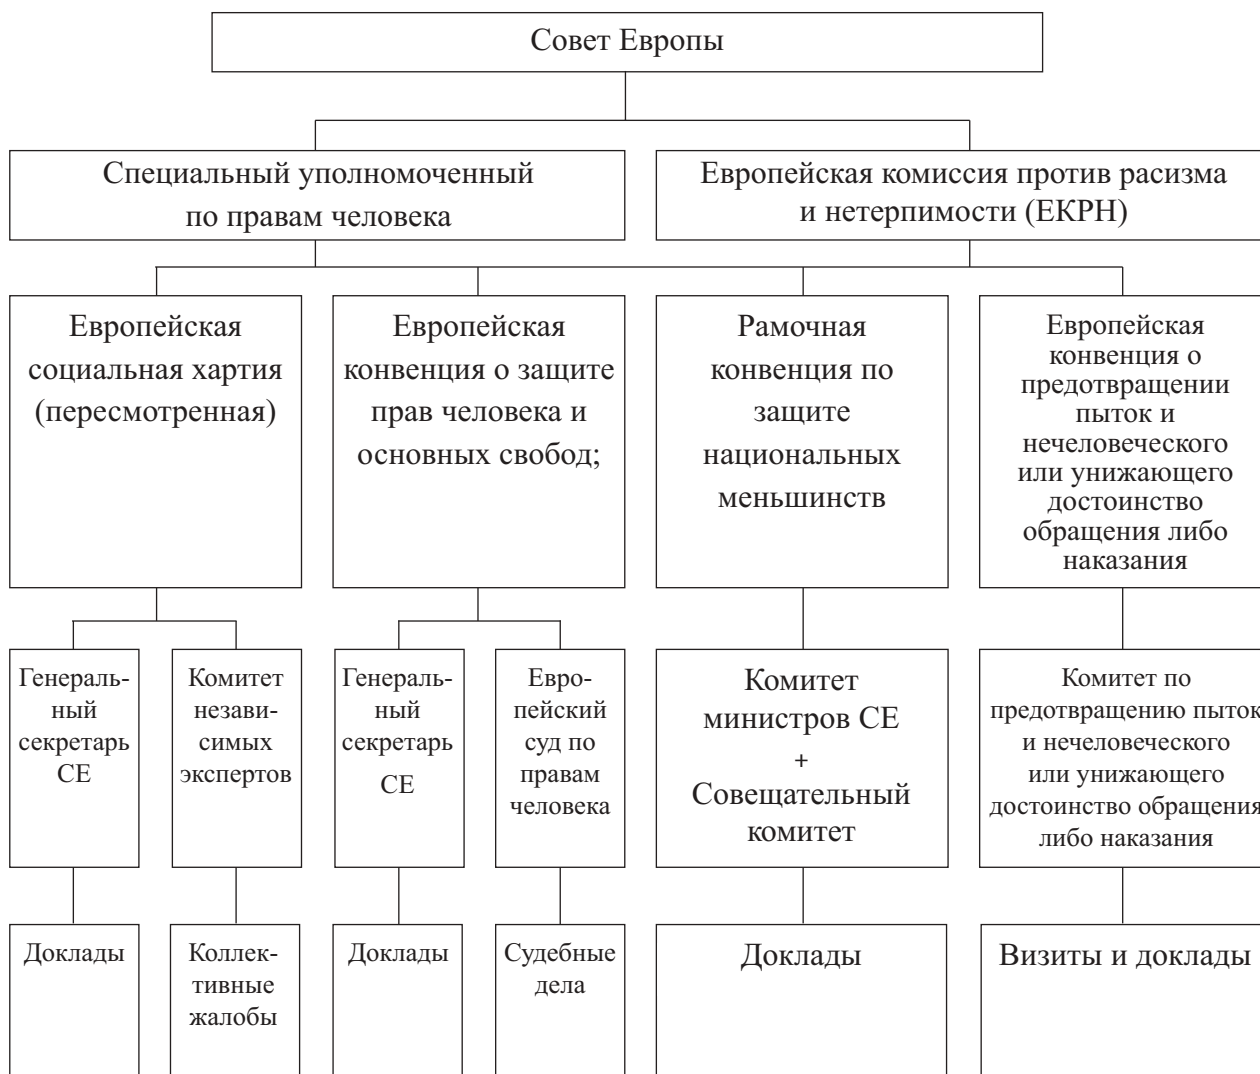 Совет Европы
Специальный уполномоченный
по правам человека
Европейская комиссия против расизма
и нетерпимости (ЕКРН)
Европейская
социальная хартия
(пересмотренная)
Европейская
конвенция о защите
прав человека и
основных свобод;
Рамочная
конвенция по
защите
национальных
меньшинств
Европейская
конвенция о
предотвращении
пыток и
нечеловеческого
или унижающего
достоинство
обращения либо
наказания
Генераль-
ный
секретарь
СЕ
Комитет
незави-
симых
экспертов
Генераль-
ный
секретарь
СЕ
Евро-
пейский
суд по
правам
человека
Комитет
министров СЕ
+
Совещательный
комитет
Комитет по
предотвращению пыток
и нечеловеческого
или унижающего
достоинство обращения
либо наказания
Доклады
Коллек-
тивные
жалобы
Доклады
Судебные
дела
Доклады
Визиты и доклады